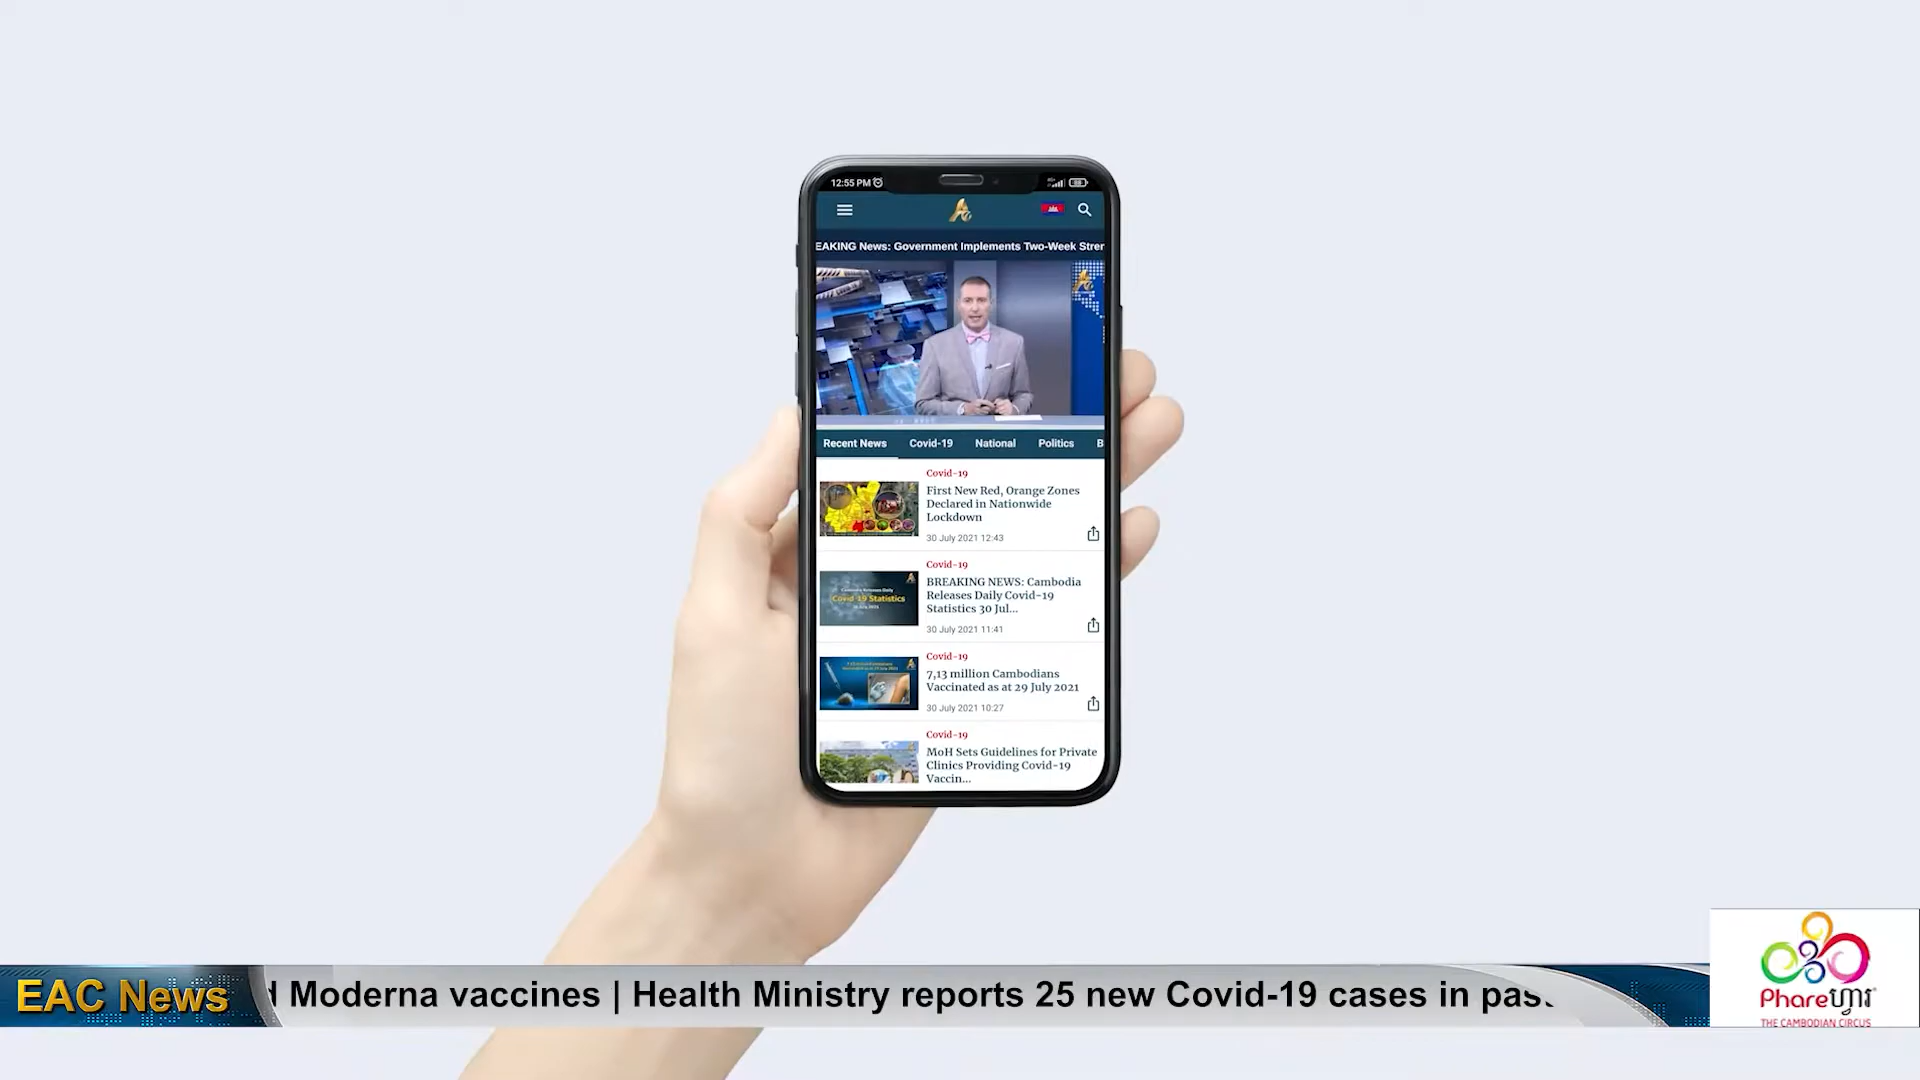 12:55 PM
EAKING News: Government Implements Two-Week Stren
Recent News Covid-19 National Politics B
Covid-19
First New Red, Orange Zones
Declared in Nationwide
Lockdown
30 July 2021 12:43
Covid-19
BREAKING NEWS: Cambodia
Releases Daily Covid-19
Statistics 30 Jul...
30 July 2021 11:41
Covid-19 Statistics
Covid-19
7,13 million Cambodians
Vaccinated as at 29 July 2021
30 July 2021 10:27
Covid-19
MoH Sets Guidelines for Private
Clinics Providing Covid-19
Vaccin...
EAC News
Moderna vaccines | Health Ministry reports 25 new Covid-19 cases in pas
Phare ហ្វារ
THE CAMBODIAN CIRCUS